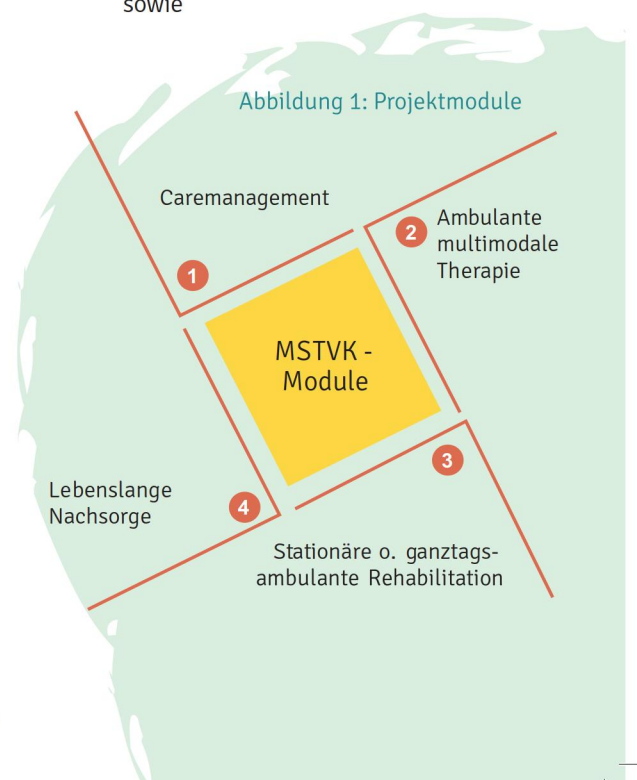 sowie
Abbildung 1: Projektmodule
Caremanagement
1
2
Ambulante
multimodale
Therapie
MSTVK -
Module
3
Lebenslange
Nachsorge
4
Stationäre o. ganztags-
ambulante Rehabilitation